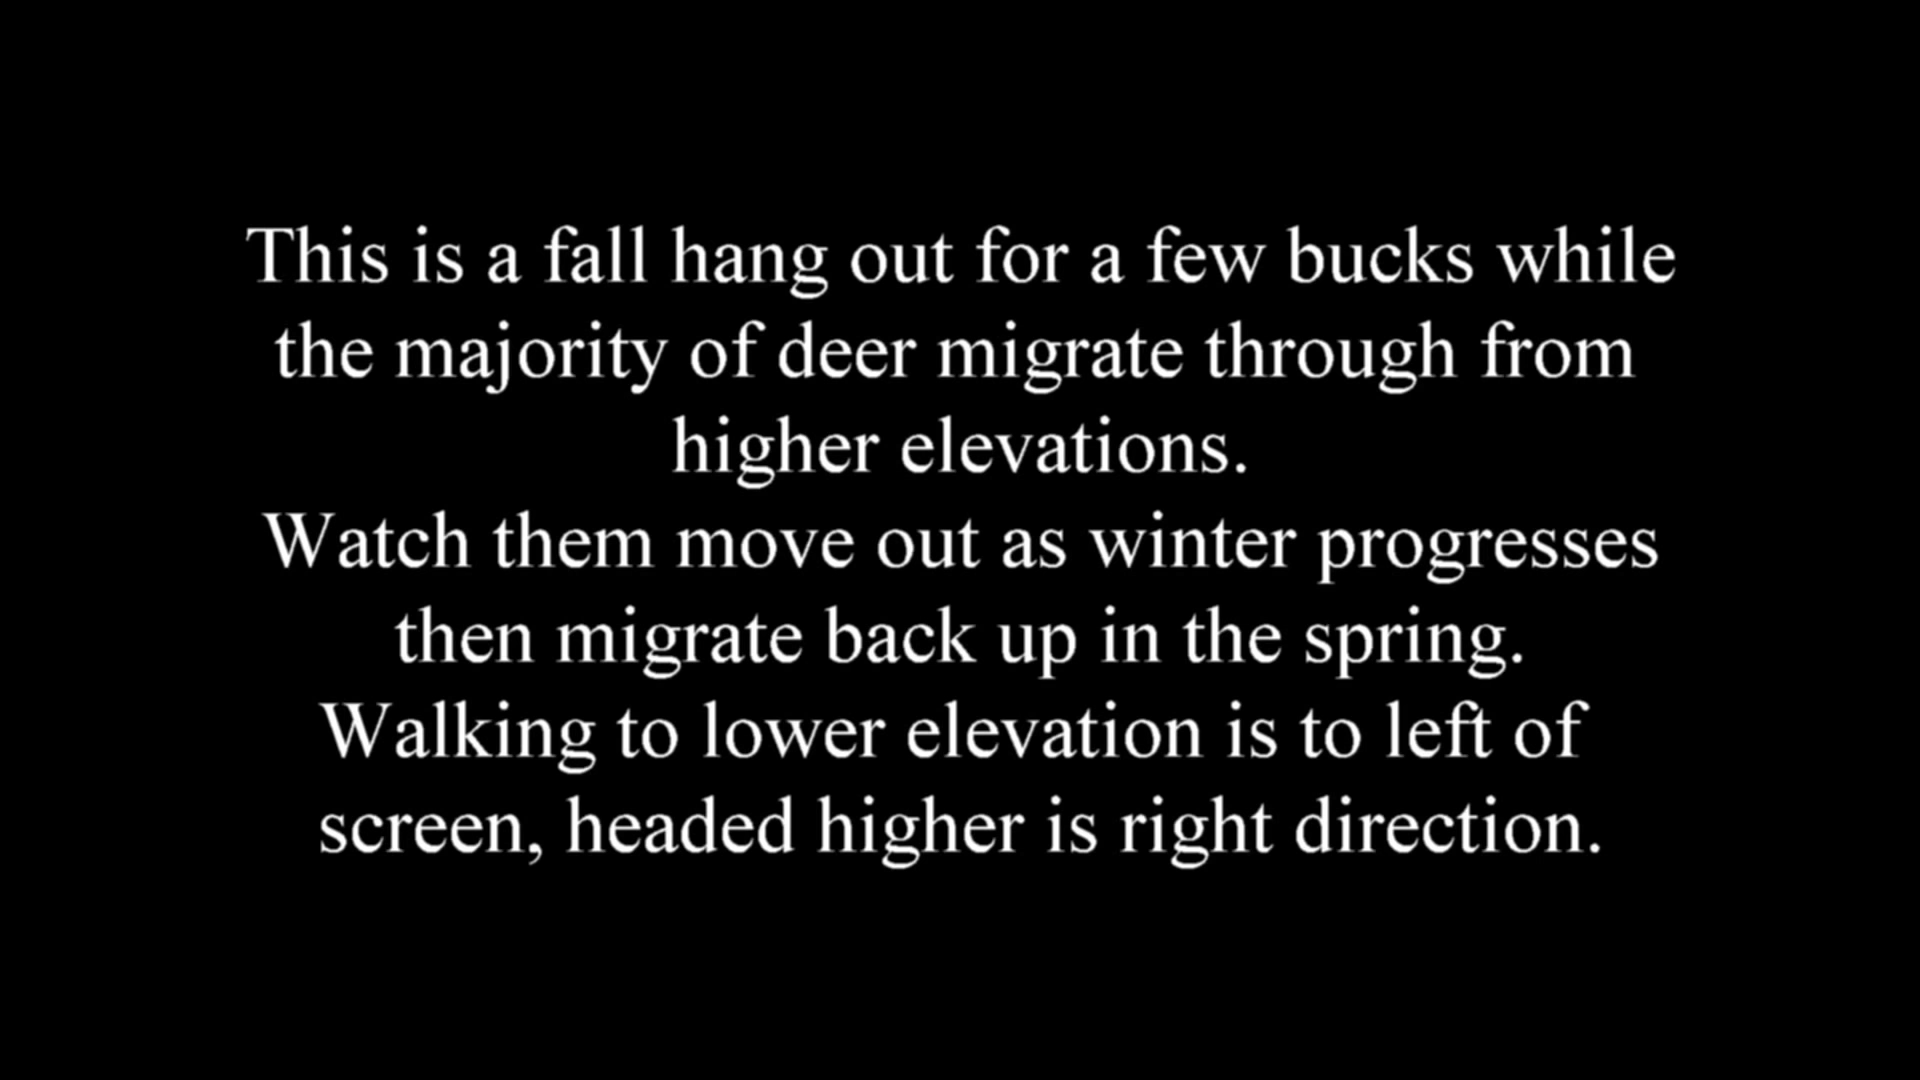 This is a fall hang out for a few bucks while
the majority of deer migrate through from
higher elevations.
Watch them move out as winter progresses
then migrate back up in the spring.
Walking to lower elevation is to left of
screen, headed higher is right direction.